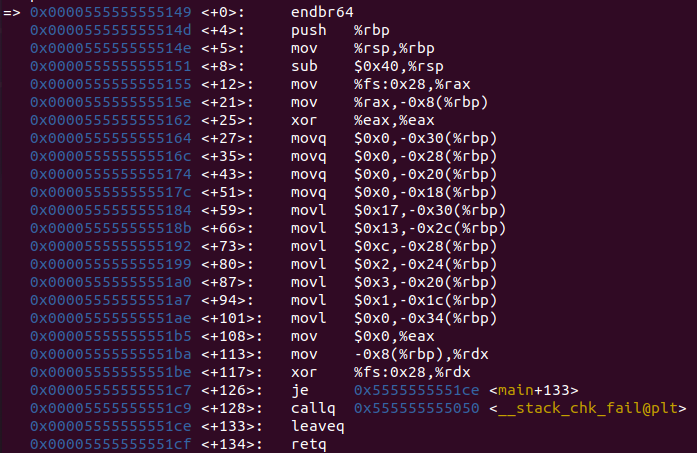 => 0x0000555555555149 <+0>: endbr64
0x000055555555514d <+4>: push %rbp
0x000055555555514e <+5>: mov %rsp,%rbp
0x0000555555555151 <+8>: sub $0x40,%rsp
0x0000555555555155 <+12>: mov %fs:0x28,%rax
0x000055555555515e <+21>: mov %rax,-0x8(%rbp)
0x0000555555555162 <+25>: xor %eax,%eax
0x0000555555555164 <+27>: movq $0x0,-0x30(%rbp)
0x000055555555516c <+35>: movq $0x0,-0x28(%rbp)
0x0000555555555174 <+43>: movq $0x0,-0x20(%rbp)
0x000055555555517c <+51>: movq $0x0,-0x18(%rbp)
0x0000555555555184 <+59>: movl $0x17,-0x30(%rbp)
0x000055555555518b <+66>: movl $0x13,-0x2c(%rbp)
0x0000555555555192 <+73>: movl $0xc,-0x28(%rbp)
0x0000555555555199 <+80>: movl $0x2,-0x24(%rbp)
0x00005555555551a0 <+87>: movl $0x3,-0x20(%rbp)
0x00005555555551a7 <+94>: movl $0x1,-0x1c(%rbp)
0x00005555555551ae <+101>: movl $0x0,-0x34(%rbp)
0x00005555555551b5 <+108>: mov $0x0,%eax
0x00005555555551ba <+113>: mov -0x8(%rbp),%rdx
0x00005555555551be <+117>: xor %fs:0x28,%rdx
0x00005555555551c7 <+126>: je 0x5555555551ce <main+133>
0x00005555555551c9 <+128>: callq 0x555555555050 <__stack_chk_fail@plt>
0x00005555555551ce <+133>: leaveq
0x00005555555551cf <+134>: retq